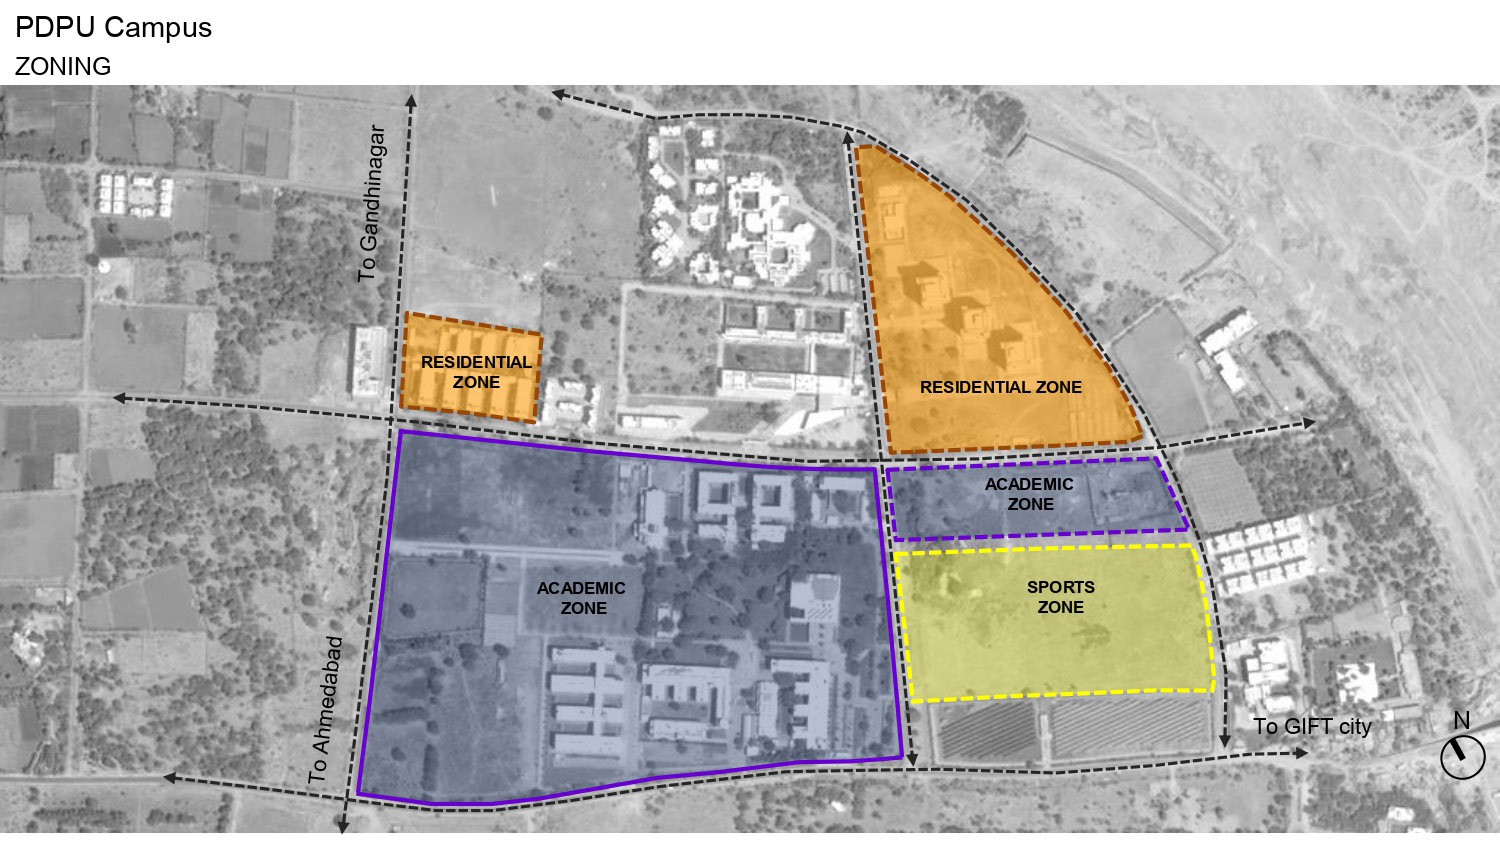 PDPU Campus
ZONING
To Gandhinagar
RESIDENTIAL
ZONE
RESIDENTIAL ZONE
ACADEMIC
ZONE
ACADEMIC
ZONE
SPORTS
ZONE
To Ahmedabad
To GIFT city
N